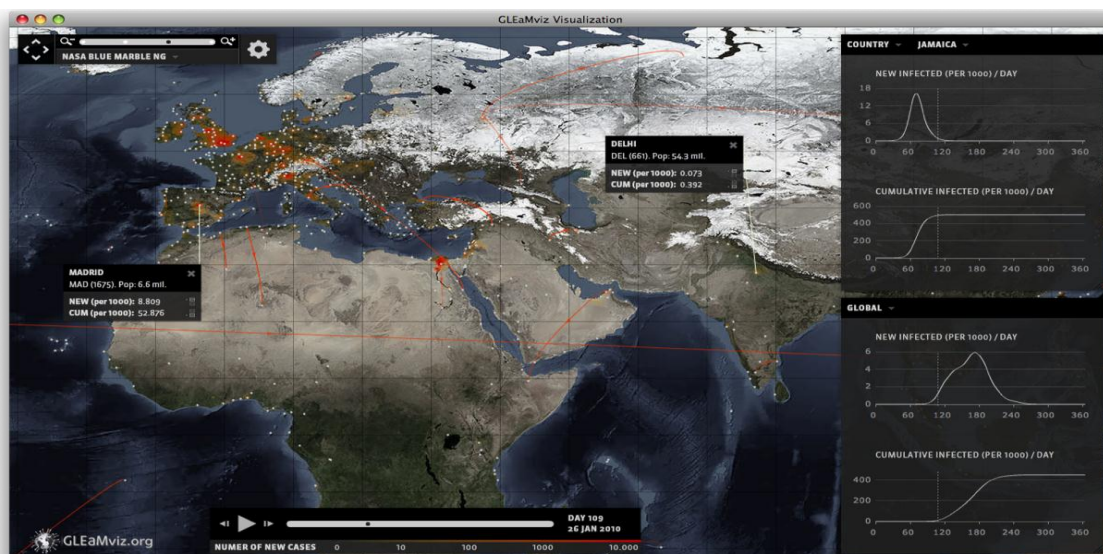 GLEaMviz Visualization
NASA BLUE MARBLE NG
COUNTRY JAMAICA
NEW INFECTED (PER 1000) / DAY
18
12
6
0
0 60 120 180 240 300 360
CUMULATIVE INFECTED (PER 1000) / DAY
600
400
200
0
0 60 120 180 240 300 360
DELHI
DEL (661). Pop: 54.3 mil.
NEW (per 1000): 0.073
CUM (per 1000): 0.392
MADRID
MAD (1675). Pop: 6.6 mil.
NEW (per 1000): 8.809
CUM (per 1000): 52.876
GLOBAL
NEW INFECTED (PER 1000) / DAY
6
4
2
0
0 60 120 180 240 300 360
CUMULATIVE INFECTED (PER 1000) / DAY
400
200
0
0 60 120 180 240 300 360
DAY 109
26 JAN 2010
GLEaMviz.org
NUMER OF NEW CASES 0 10 100 1000 10.000